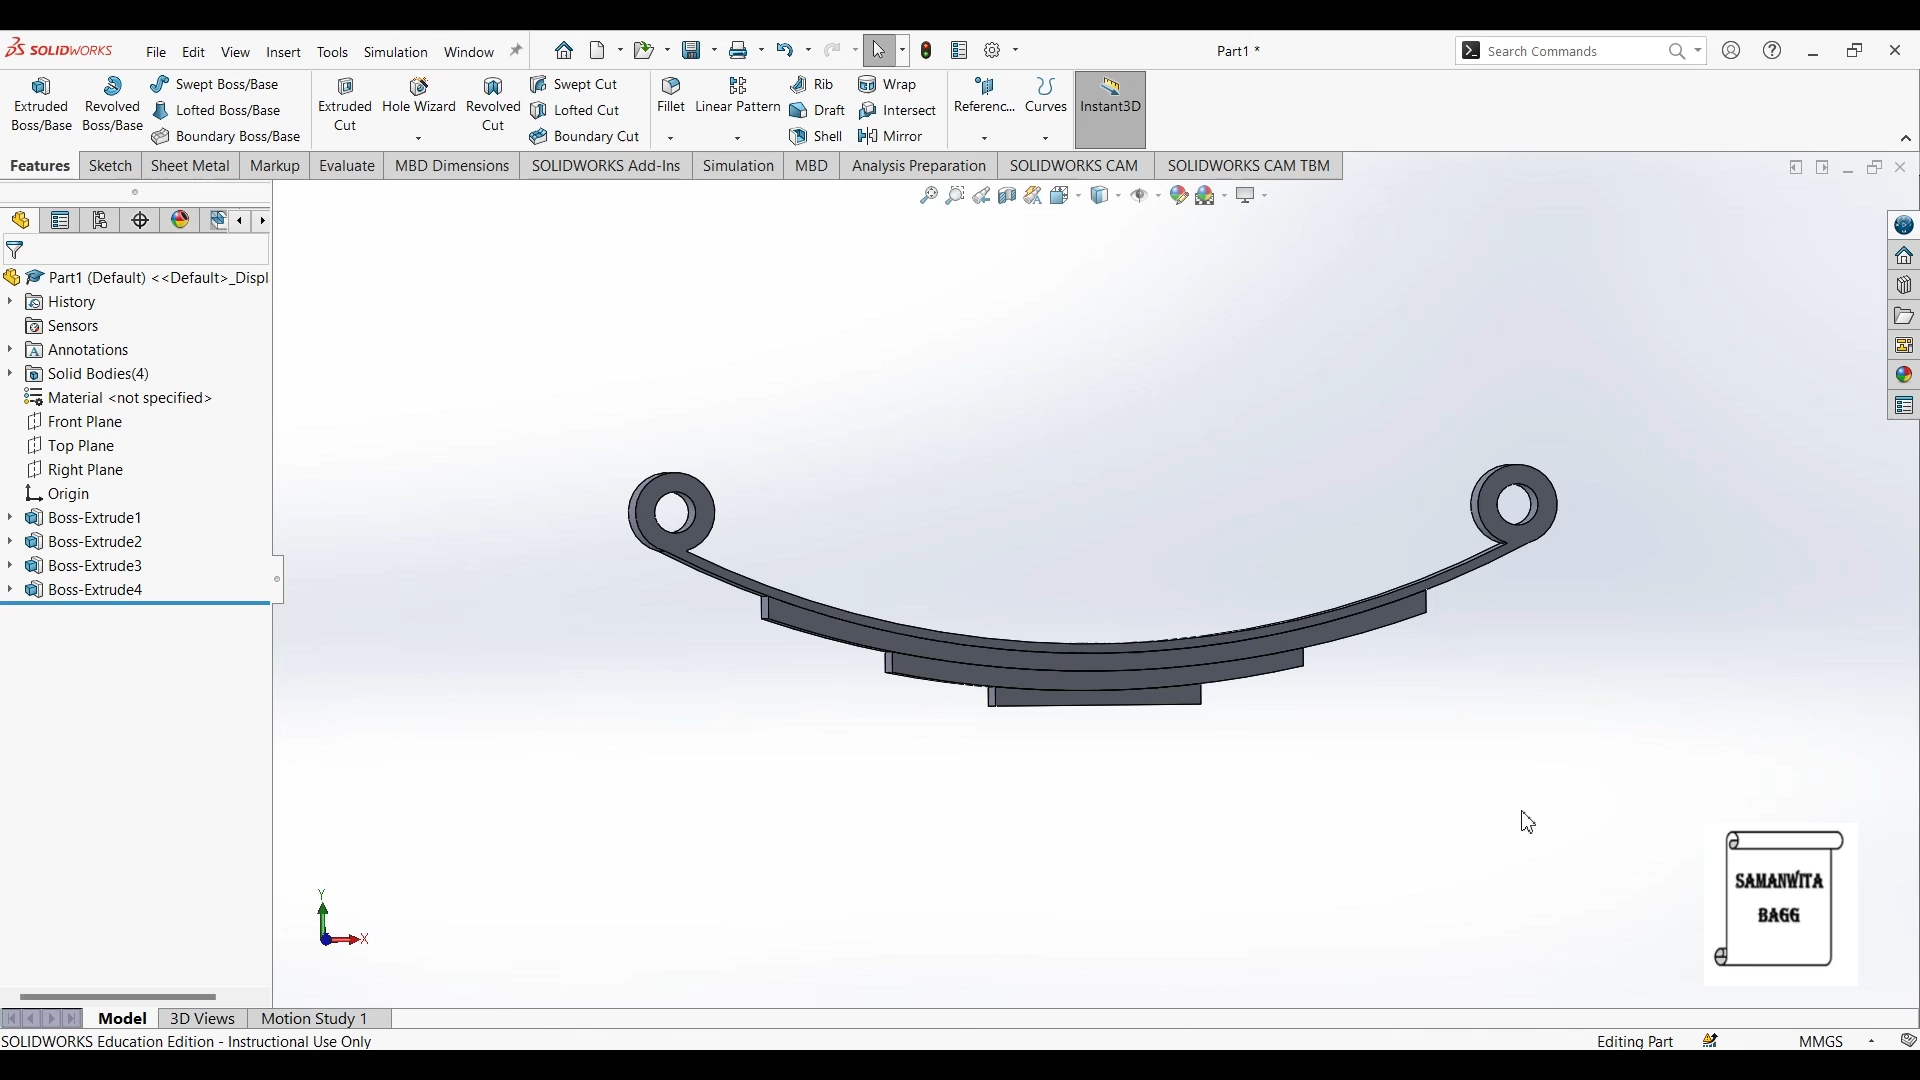 SOLIDWORKS File Edit View Insert Tools Simulation Window Part1 * Search Commands
Extruded Boss/Base Revolved Boss/Base Swept Boss/Base Lofted Boss/Base Boundary Boss/Base Extruded Cut Hole Wizard Revolved Cut Swept Cut Lofted Cut Boundary Cut Fillet Linear Pattern Rib Draft Shell Wrap Intersect Mirror Referenc... Curves Instant3D
Features Sketch Sheet Metal Markup Evaluate MBD Dimensions SOLIDWORKS Add-Ins Simulation MBD Analysis Preparation SOLIDWORKS CAM SOLIDWORKS CAM TBM
Part1 (Default) <<Default>_Displ
History
Sensors
Annotations
Solid Bodies(4)
Material <not specified>
Front Plane
Top Plane
Right Plane
Origin
Boss-Extrude1
Boss-Extrude2
Boss-Extrude3
Boss-Extrude4
Y
X
SAMANWITA
BAGG
Model 3D Views Motion Study 1
SOLIDWORKS Education Edition - Instructional Use Only Editing Part MMGS